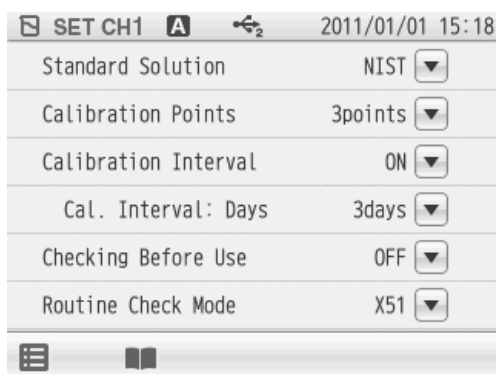 SET CH1 A 2 2011/01/01 15:18
Standard Solution NIST
Calibration Points 3points
Calibration Interval ON
Cal. Interval: Days 3days
Checking Before Use OFF
Routine Check Mode X51